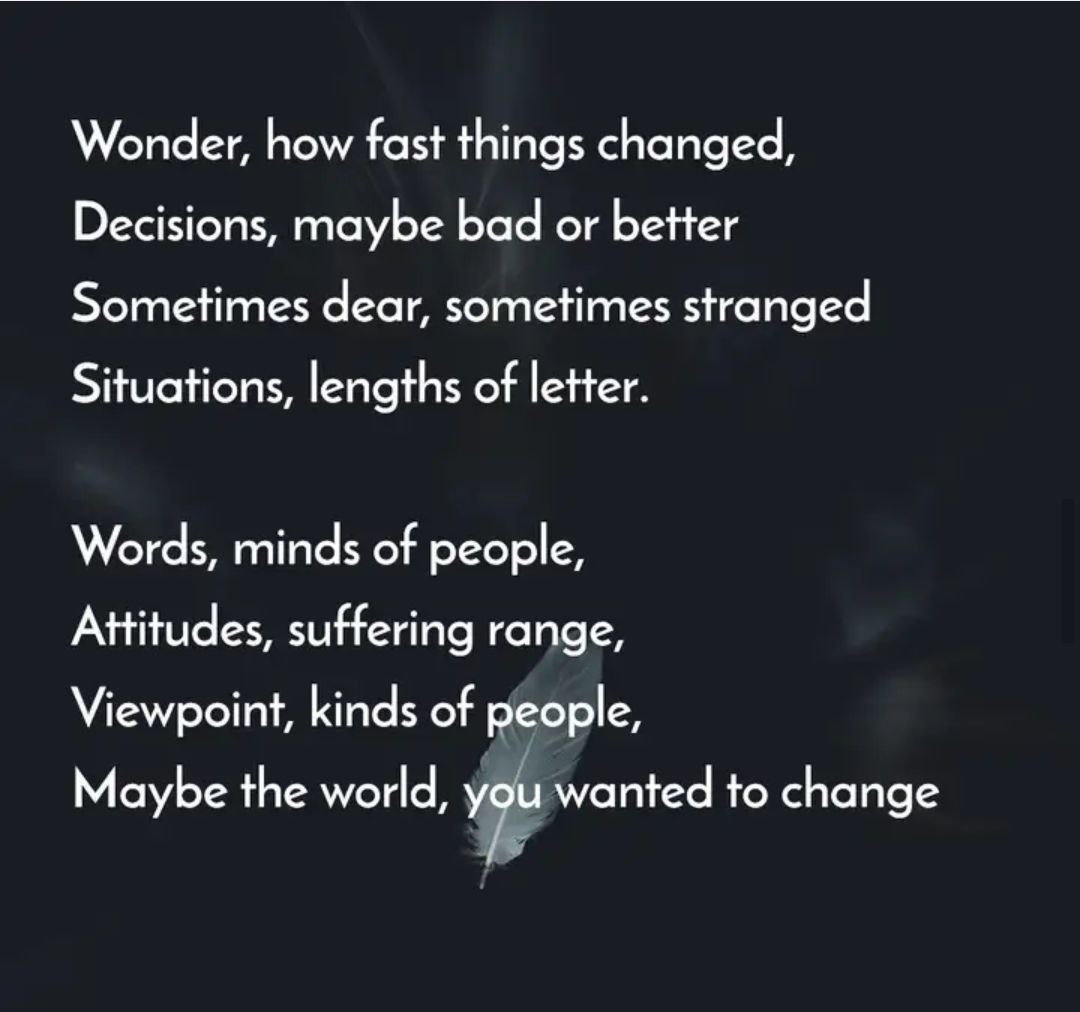 Wonder, how fast things changed,
Decisions, maybe bad or better
Sometimes dear, sometimes stranged
Situations, lengths of letter.
Words, minds of people,
Attitudes, suffering range,
Viewpoint, kinds of people,
Maybe the world, you wanted to change